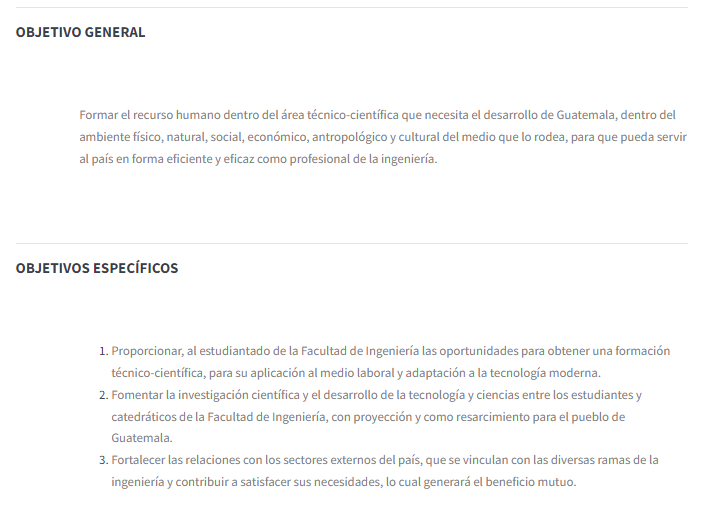 OBJETIVO GENERAL
Formar el recurso humano dentro del área técnico-científica que necesita el desarrollo de Guatemala, dentro del
ambiente físico, natural, social, económico, antropológico y cultural del medio que lo rodea, para que pueda servir
al país en forma eficiente y eficaz como profesional de la ingeniería.
OBJETIVOS ESPECÍFICOS
1. Proporcionar, al estudiantado de la Facultad de Ingeniería las oportunidades para obtener una formación
técnico-científica, para su aplicación al medio laboral y adaptación a la tecnología moderna.
2. Fomentar la investigación científica y el desarrollo de la tecnología y ciencias entre los estudiantes y
catedráticos de la Facultad de Ingeniería, con proyección y como resarcimiento para el pueblo de
Guatemala.
3. Fortalecer las relaciones con los sectores externos del país, que se vinculan con las diversas ramas de la
ingeniería y contribuir a satisfacer sus necesidades, lo cual generará el beneficio mutuo.